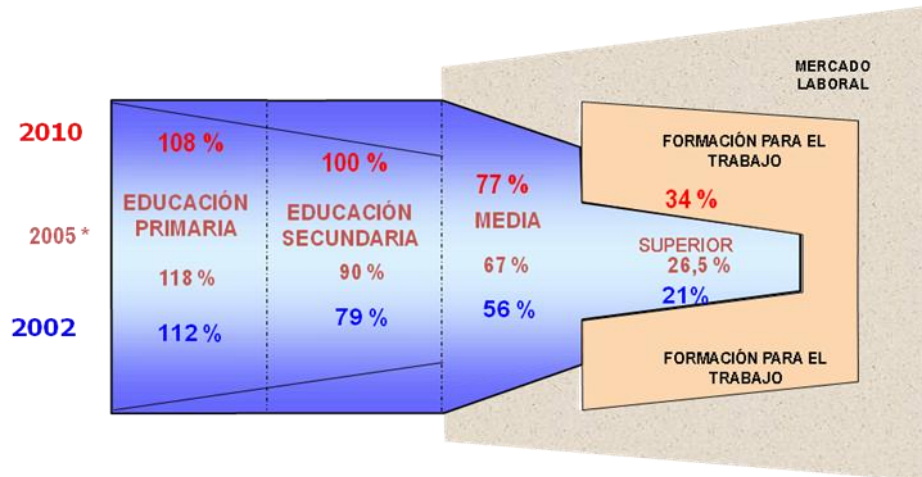 MERCADO
LABORAL
2010
108 %
100 %
77 %
34 %
FORMACIÓN PARA EL
TRABAJO
EDUCACIÓN
PRIMARIA
EDUCACIÓN
SECUNDARIA
MEDIA
SUPERIOR
2005 *
118 %
90 %
67 %
26,5 %
2002
112 %
79 %
56 %
21%
FORMACIÓN PARA EL
TRABAJO